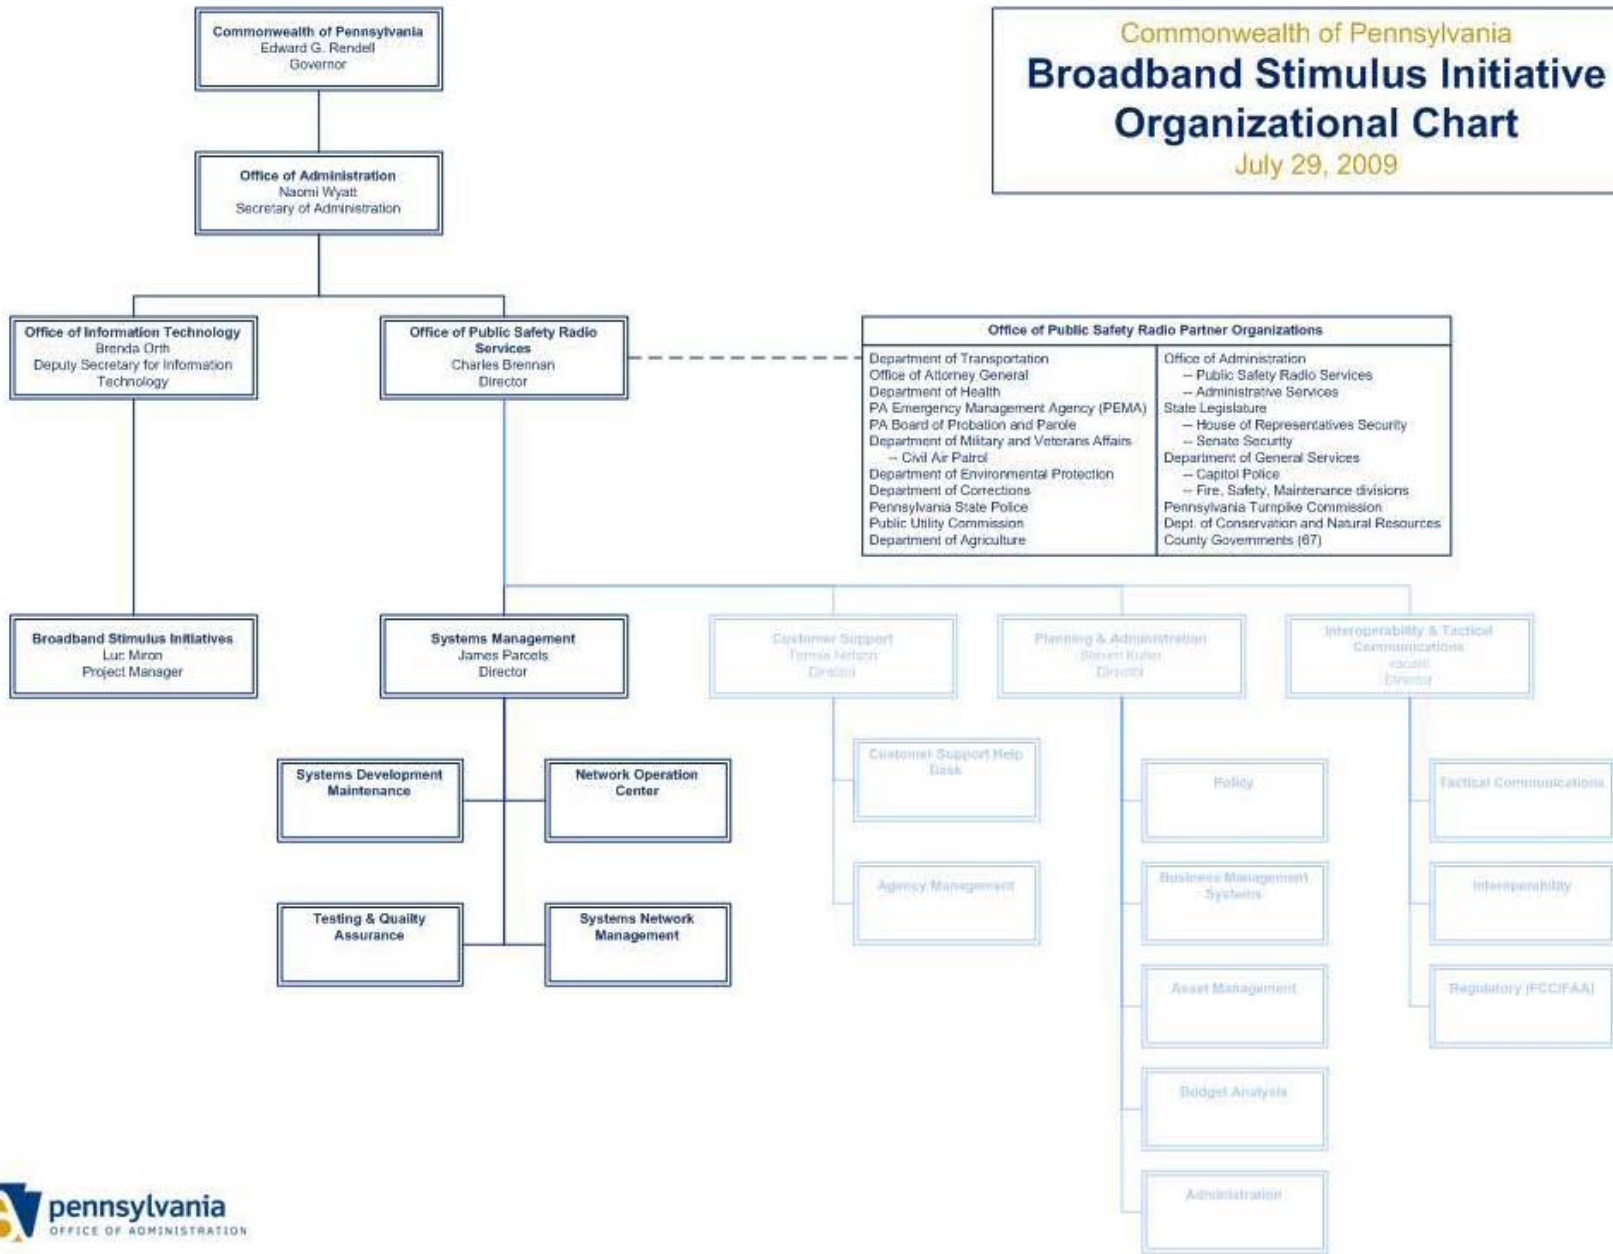 Commonwealth of Pennsylvania
Edward G. Rendell
Governor
Commonwealth of Pennsylvania
Broadband Stimulus Initiative
Organizational Chart
July 29, 2009
Office of Administration
Naomi Wyatt
Secretary of Administration
Office of Information Technology
Brenda Orth
Deputy Secretary for Information
Technology
Office of Public Safety Radio
Services
Charles Brennan
Director
Office of Public Safety Radio Partner Organizations
Department of Transportation
Office of Attorney General
Department of Health
PA Emergency Management Agency (PEMA)
PA Board of Probation and Parole
Department of Military and Veterans Affairs
-- Civil Air Patrol
Department of Environmental Protection
Department of Corrections
Pennsylvania State Police
Public Utility Commission
Department of Agriculture
Office of Administration
-- Public Safety Radio Services
-- Administrative Services
State Legislature
-- House of Representatives Security
-- Senate Security
Department of General Services
-- Capitol Police
-- Fire, Safety, Maintenance divisions
Pennsylvania Turnpike Commission
Dept. of Conservation and Natural Resources
County Governments (67)
Broadband Stimulus Initiatives
Luc Miron
Project Manager
Systems Management
James Parcels
Director
Customer Support
Director
Planning & Administration
Steven
Director
Interoperability & Tactical
Communications
vacant
Director
Systems Development
Maintenance
Network Operation
Center
Testing & Quailty
Assurance
Systems Network
Management
Customer Support Help
Desk
Agency Management
Policy
Business Management
Systems
Asset Management
Budget Analysis
Administration
Tactical Communications
Interoperability
Regulatory (FCC/FAA)
pennsylvania
OFFICE OF ADMINISTRATION